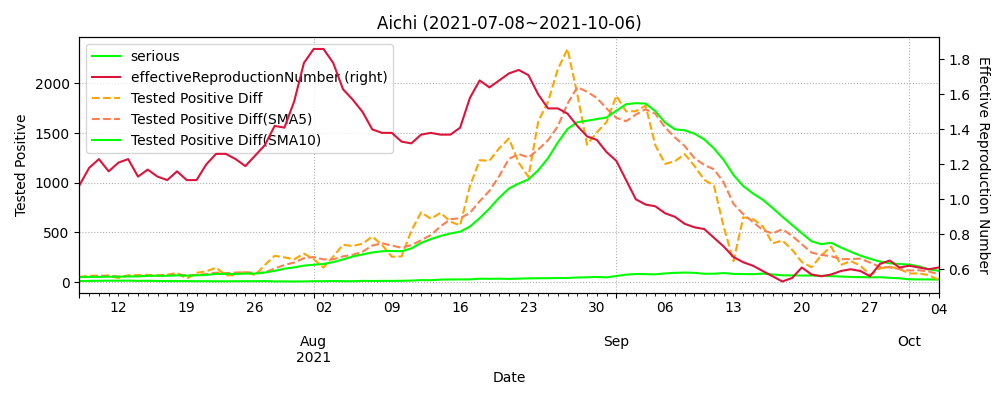 Aichi (2021-07-08~2021-10-06)
serious
effectiveReproductionNumber (right)
Tested Positive Diff
Tested Positive Diff(SMA5)
Tested Positive Diff(SMA10)
Tested Positive
2000
1500
1000
500
0
1.8
1.6
1.4
1.2
1.0
0.8
0.6
Effective Reproduction Number
12 19 26 02 09 16 23 30 06 13 20 27 04
Aug Sep Oct
2021
Date